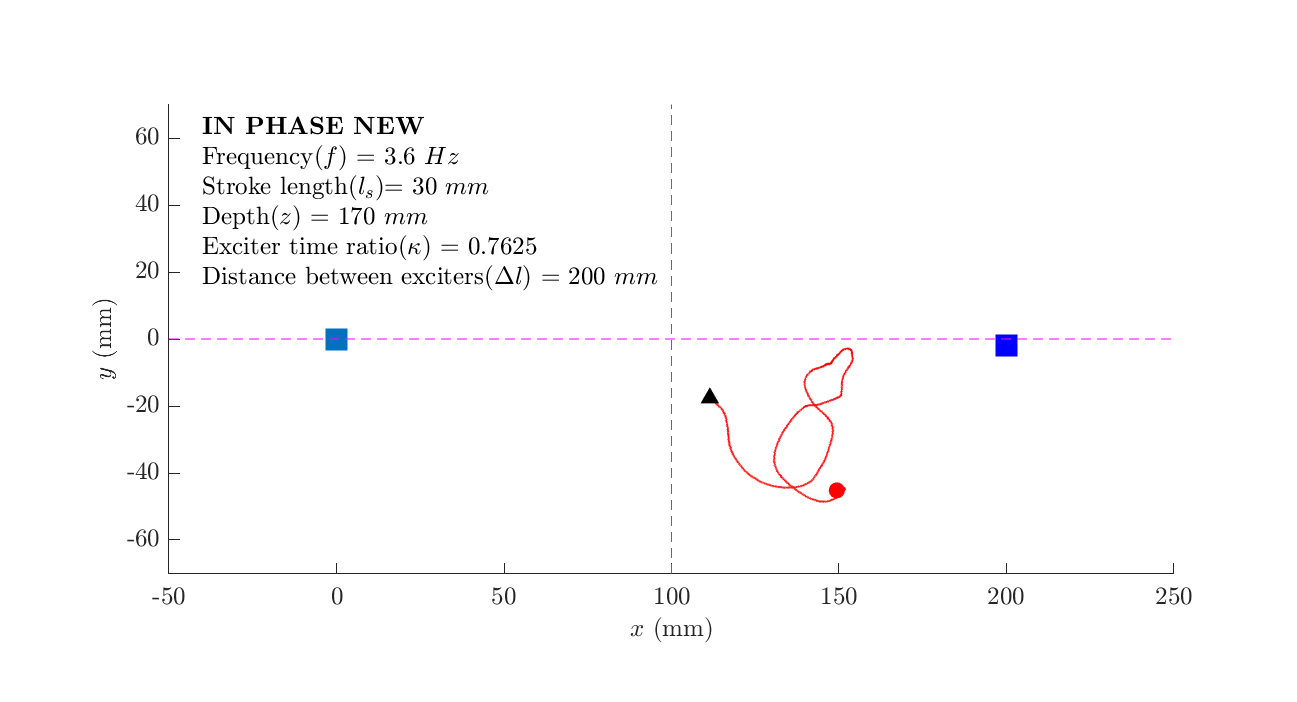 IN PHASE NEW
Frequency(f) = 3.6 Hz
Stroke length(lₛ)= 30 mm
Depth(z) = 170 mm
Exciter time ratio(κ) = 0.7625
Distance between exciters(Δl) = 200 mm
60
40
20
0
-20
-40
-60
y (mm)
-50 0 50 100 150 200 250
x (mm)